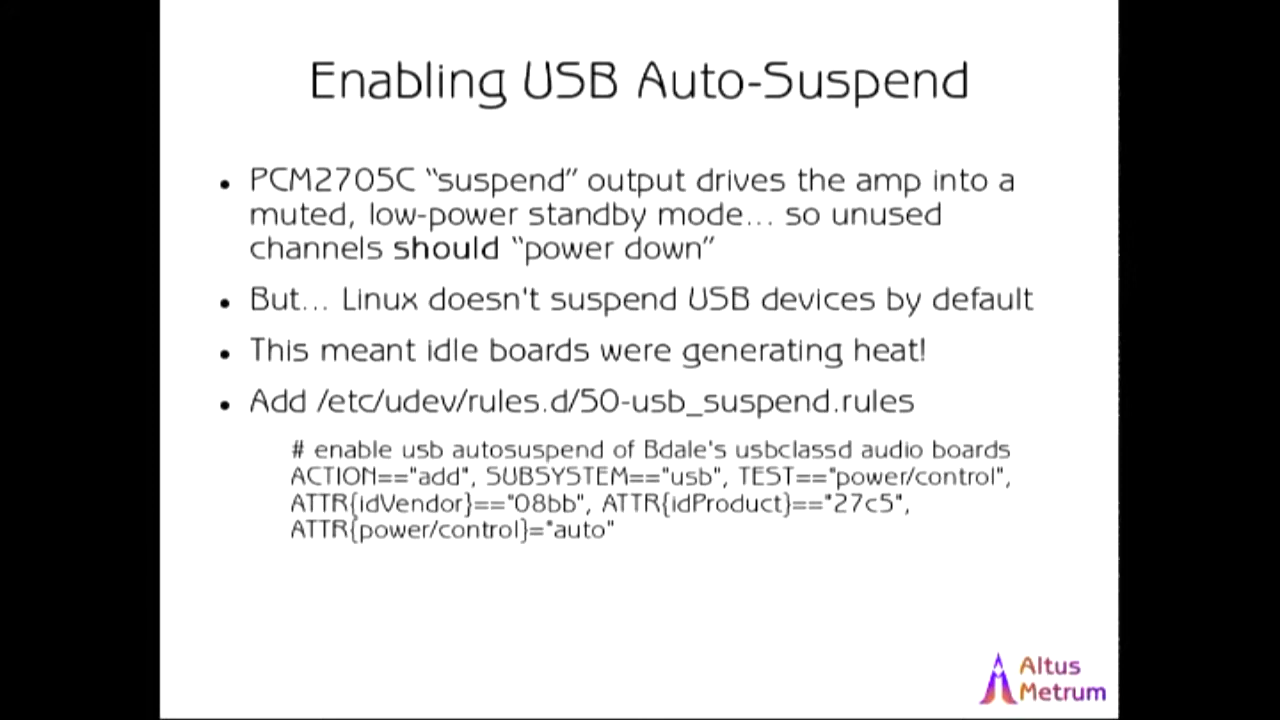 Enabling USB Auto-Suspend
• PCM2705C “suspend” output drives the amp into a
muted, low-power standby mode... so unused
channels should “power down”
• But... Linux doesn't suspend USB devices by default
• This meant idle boards were generating heat!
• Add /etc/udev/rules.d/50-usb_suspend.rules
# enable usb autosuspend of Bdale's usbclassd audio boards
ACTION=="add", SUBSYSTEM=="usb", TEST=="power/control",
ATTR{idVendor}=="08bb", ATTR{idProduct}=="27c5",
ATTR{power/control}="auto"
Altus
Metrum